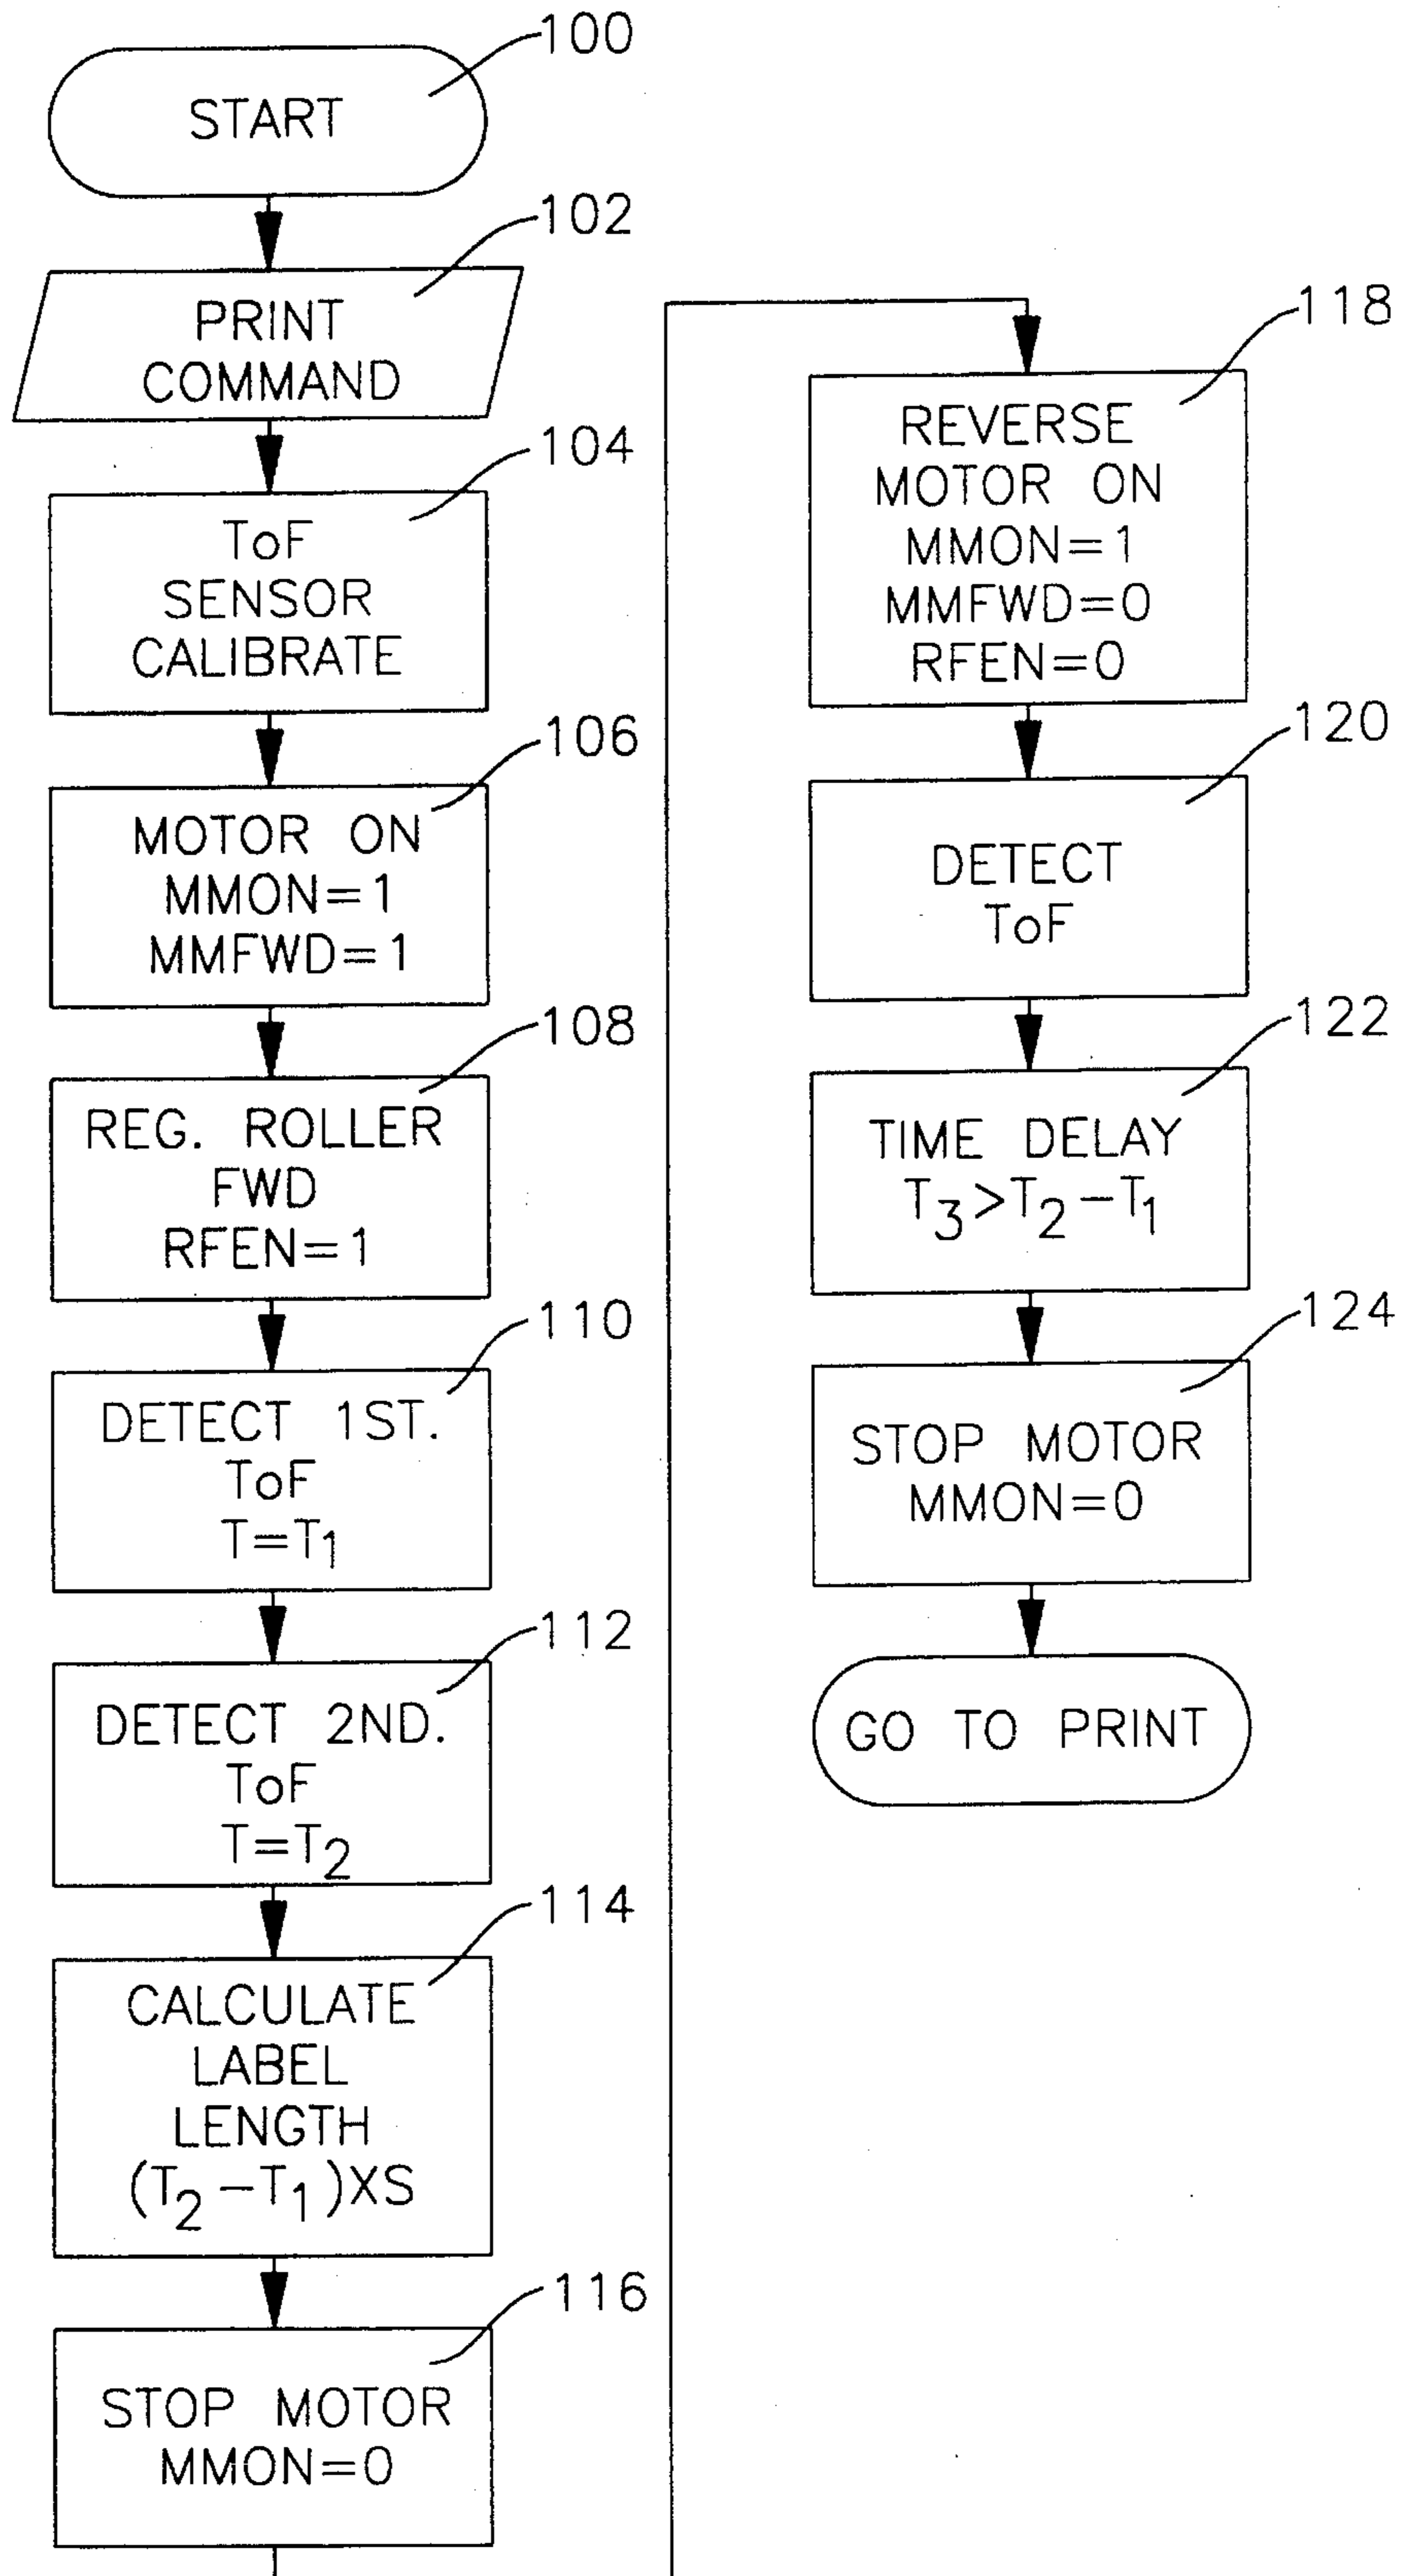 100
START
102
PRINT
COMMAND
104
ToF
SENSOR
CALIBRATE
106
MOTOR ON
MMON=1
MMFWD=1
108
REG. ROLLER
FWD
RFEN=1
110
DETECT 1ST.
ToF
T=T1
112
DETECT 2ND.
ToF
T=T2
114
CALCULATE
LABEL
LENGTH
(T2-T1)XS
116
STOP MOTOR
MMON=0
118
REVERSE
MOTOR ON
MMON=1
MMFWD=0
RFEN=0
120
DETECT
ToF
122
TIME DELAY
T3>T2-T1
124
STOP MOTOR
MMON=0
GO TO PRINT